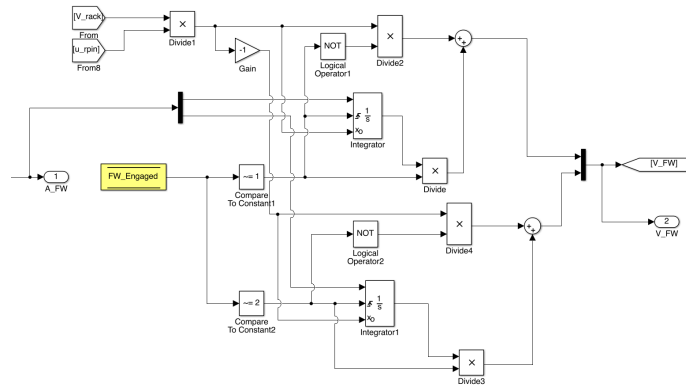 [V_rack]
From
[u_rpin]
From8
×
Divide1
-1
Gain
NOT
Logical
Operator1
×
Divide2
++
1
s
x0
Integrator
×
Divide
1
A_FW
FW_Engaged
~= 1
Compare
To Constant1
NOT
Logical
Operator2
×
Divide4
++
[V_FW]
2
V_FW
~= 2
Compare
To Constant2
1
s
x0
Integrator1
×
Divide3